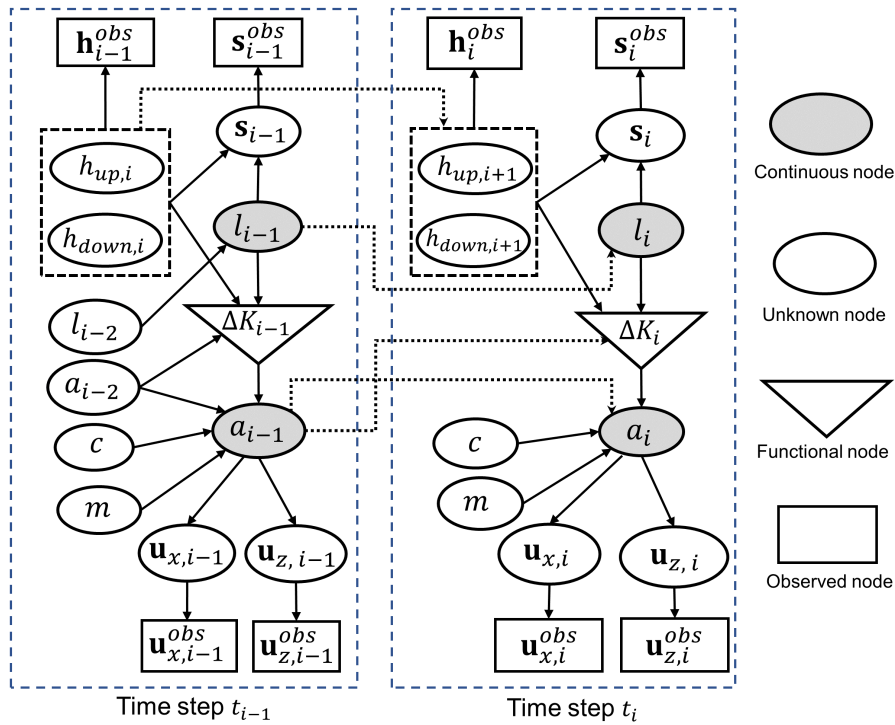 𝐡_{i−1}^{obs}
𝐬_{i−1}^{obs}
𝐬_{i−1}
h_{up,i}
h_{down,i}
l_{i−1}
l_{i−2}
ΔK_{i−1}
a_{i−2}
a_{i−1}
c
m
𝐮_{x,i−1}
𝐮_{z,i−1}
𝐮_{x,i−1}^{obs}
𝐮_{z,i−1}^{obs}
Time step t_{i−1}
𝐡_i^{obs}
𝐬_i^{obs}
𝐬_i
h_{up,i+1}
h_{down,i+1}
l_i
ΔK_i
a_i
c
m
𝐮_{x,i}
𝐮_{z,i}
𝐮_{x,i}^{obs}
𝐮_{z,i}^{obs}
Time step t_i
Continuous node
Unknown node
Functional node
Observed node